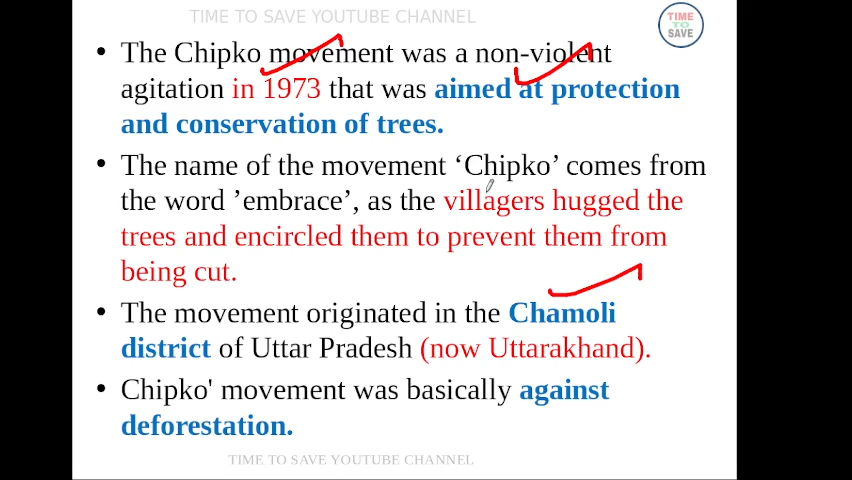 TIME TO SAVE YOUTUBE CHANNEL
TIME
TO
SAVE
• The Chipko movement was a non-violent
agitation in 1973 that was aimed at protection
and conservation of trees.
• The name of the movement ‘Chipko’ comes from
the word ’embrace’, as the villagers hugged the
trees and encircled them to prevent them from
being cut.
• The movement originated in the Chamoli
district of Uttar Pradesh (now Uttarakhand).
• Chipko' movement was basically against
deforestation.
TIME TO SAVE YOUTUBE CHANNEL